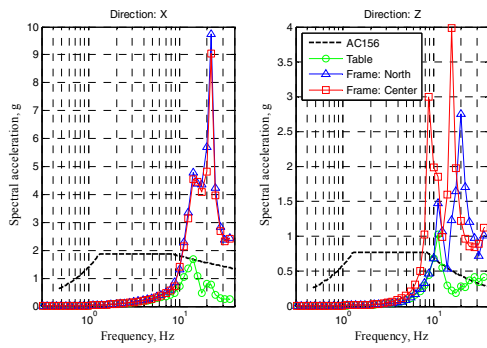 Direction: X
Spectral acceleration, g
10
9
8
7
6
5
4
3
2
1
0
10^0
10^1
Frequency, Hz
Direction: Z
Spectral acceleration, g
4
3.5
3
2.5
2
1.5
1
0.5
0
10^0
10^1
Frequency, Hz
AC156
Table
Frame: North
Frame: Center